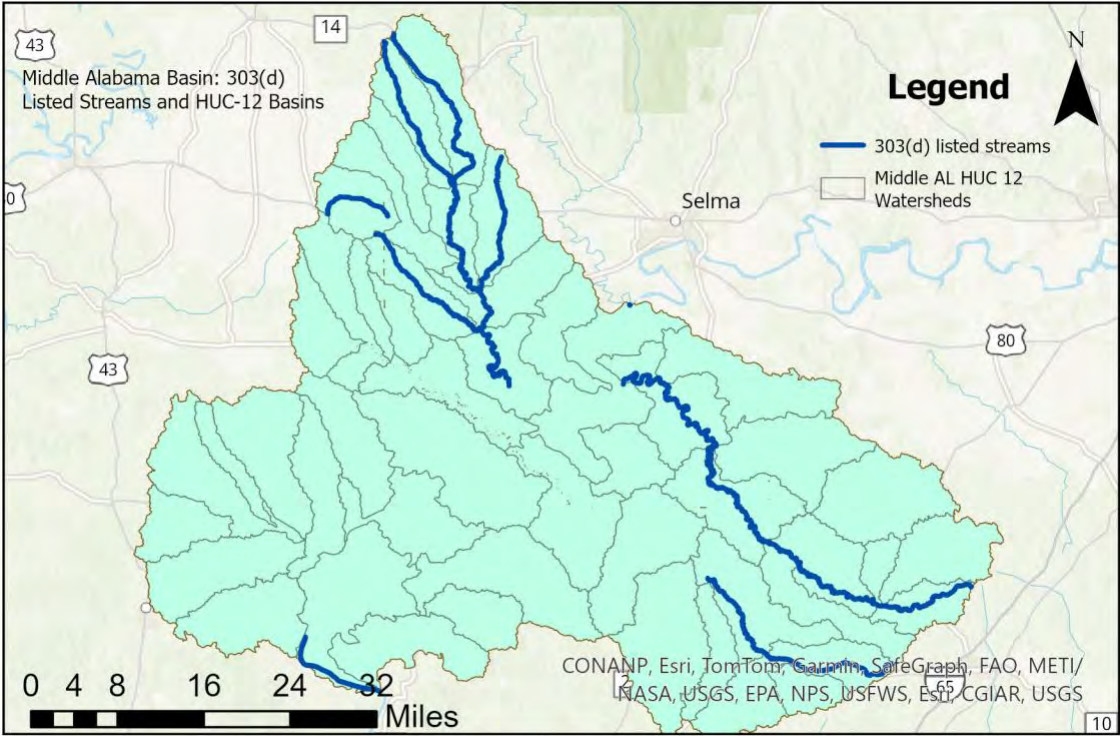 14
43
N
Middle Alabama Basin: 303(d)
Listed Streams and HUC-12 Basins
Legend
303(d) listed streams
Middle AL HUC 12
Watersheds
0
Selma
80
43
CONANP, Esri, TomTom, Garmin, SafeGraph, FAO, METI/
NASA, USGS, EPA, NPS, USFWS, Esri, CGIAR, USGS
65
0 4 8 16 24 32
Miles
10